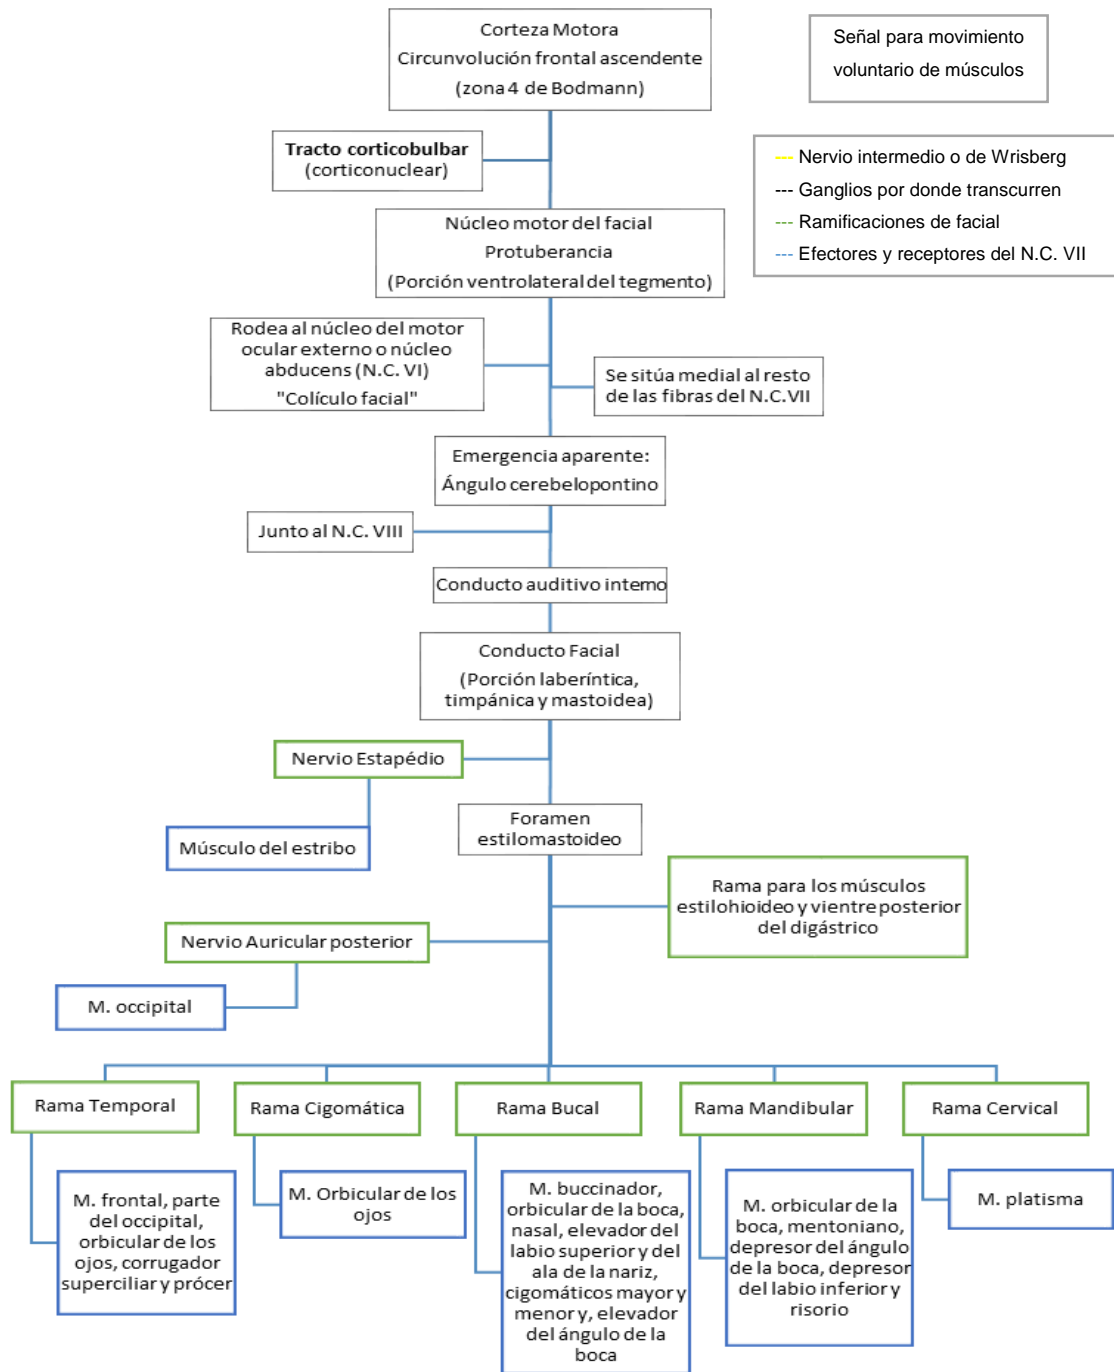 Corteza Motora
Circunvolución frontal ascendente
(zona 4 de Bodmann)
Señal para movimiento
voluntario de músculos
Tracto corticobulbar
(corticonuclear)
--- Nervio intermedio o de Wrisberg
--- Ganglios por donde transcurren
--- Ramificaciones de facial
--- Efectores y receptores del N.C. VII
Núcleo motor del facial
Protuberancia
(Porción ventrolateral del tegmento)
Rodea al núcleo del motor
ocular externo o núcleo
abducens (N.C. VI)
"Colículo facial"
Se sitúa medial al resto
de las fibras del N.C.VII
Emergencia aparente:
Ángulo cerebelopontino
Junto al N.C. VIII
Conducto auditivo interno
Conducto Facial
(Porción laberíntica,
timpánica y mastoidea)
Nervio Estapédio
Músculo del estribo
Foramen
estilomastoideo
Rama para los músculos
estilohioideo y vientre posterior
del digástrico
Nervio Auricular posterior
M. occipital
Rama Temporal
Rama Cigomática
Rama Bucal
Rama Mandibular
Rama Cervical
M. frontal, parte
del occipital,
orbicular de los
ojos, corrugador
superciliar y prócer
M. Orbicular de los
ojos
M. buccinador,
orbicular de la boca,
nasal, elevador del
labio superior y del
ala de la nariz,
cigomáticos mayor y
menor y, elevador
del ángulo de la
boca
M. orbicular de la
boca, mentoniano,
depresor del ángulo
de la boca, depresor
del labio inferior y
risorio
M. platisma